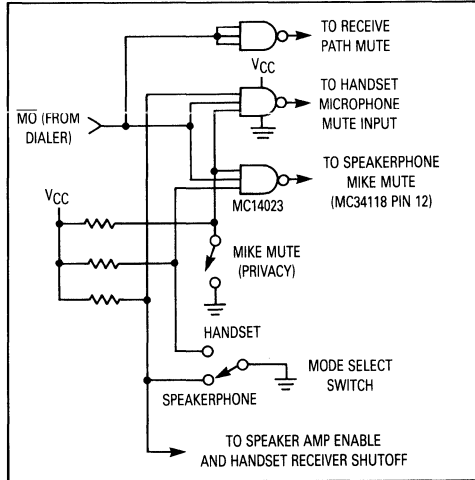 TO RECEIVE
PATH MUTE
VCC
TO HANDSET
MICROPHONE
MUTE INPUT
MO (FROM
DIALER)
TO SPEAKERPHONE
MIKE MUTE
(MC34118 PIN 12)
MC14023
VCC
MIKE MUTE
(PRIVACY)
HANDSET
MODE SELECT
SWITCH
SPEAKERPHONE
TO SPEAKER AMP ENABLE
AND HANDSET RECEIVER SHUTOFF